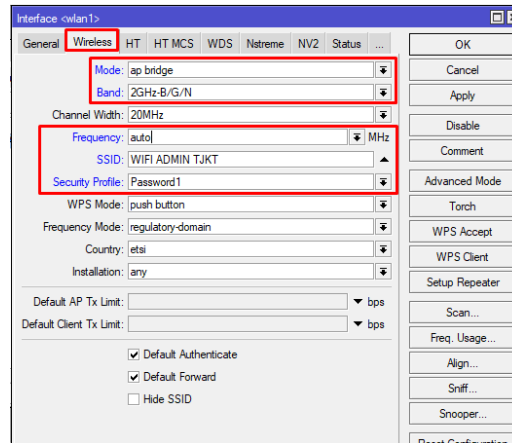 Interface <wlan1>
General Wireless HT HT MCS WDS Nstreme NV2 Status ...
Mode: ap bridge
Band: 2GHz-B/G/N
Channel Width: 20MHz
Frequency: auto MHz
SSID: WIFI ADMIN TJKT
Security Profile: Password1
WPS Mode: push button
Frequency Mode: regulatory-domain
Country: etsi
Installation: any
Default AP Tx Limit: bps
Default Client Tx Limit: bps
Default Authenticate
Default Forward
Hide SSID
OK
Cancel
Apply
Disable
Comment
Advanced Mode
Torch
WPS Accept
WPS Client
Setup Repeater
Scan...
Freq. Usage...
Align...
Sniff...
Snooper...
Reset Configuration